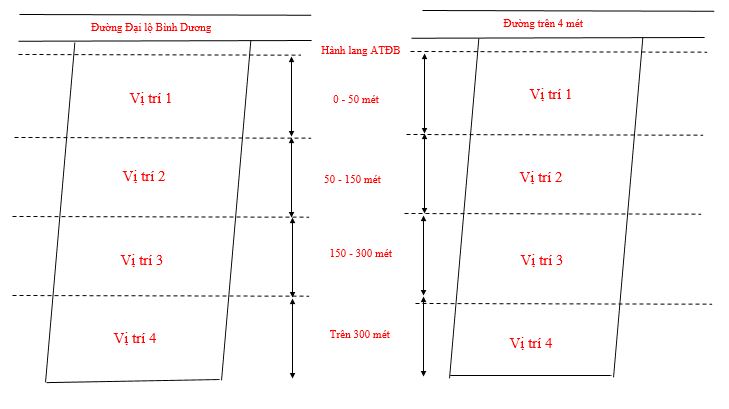 Đường Đại lộ Bình Dương
Đường trên 4 mét
Hành lang ATĐB
Vị trí 1
0 - 50 mét
Vị trí 1
Vị trí 2
50 - 150 mét
Vị trí 2
Vị trí 3
150 - 300 mét
Vị trí 3
Vị trí 4
Trên 300 mét
Vị trí 4